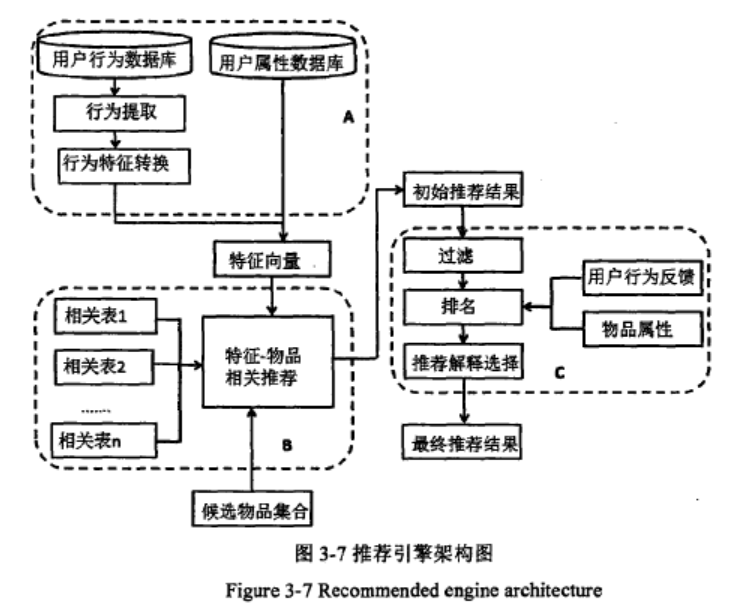 用户行为数据库
用户属性数据库
行为提取
A
行为特征转换
初始推荐结果
特征向量
过滤
用户行为反馈
排名
物品属性
推荐解释选择
C
相关表1
相关表2
......
相关表n
特征-物品
相关推荐
B
最终推荐结果
候选物品集合
图 3-7 推荐引擎架构图
Figure 3-7 Recommended engine architecture